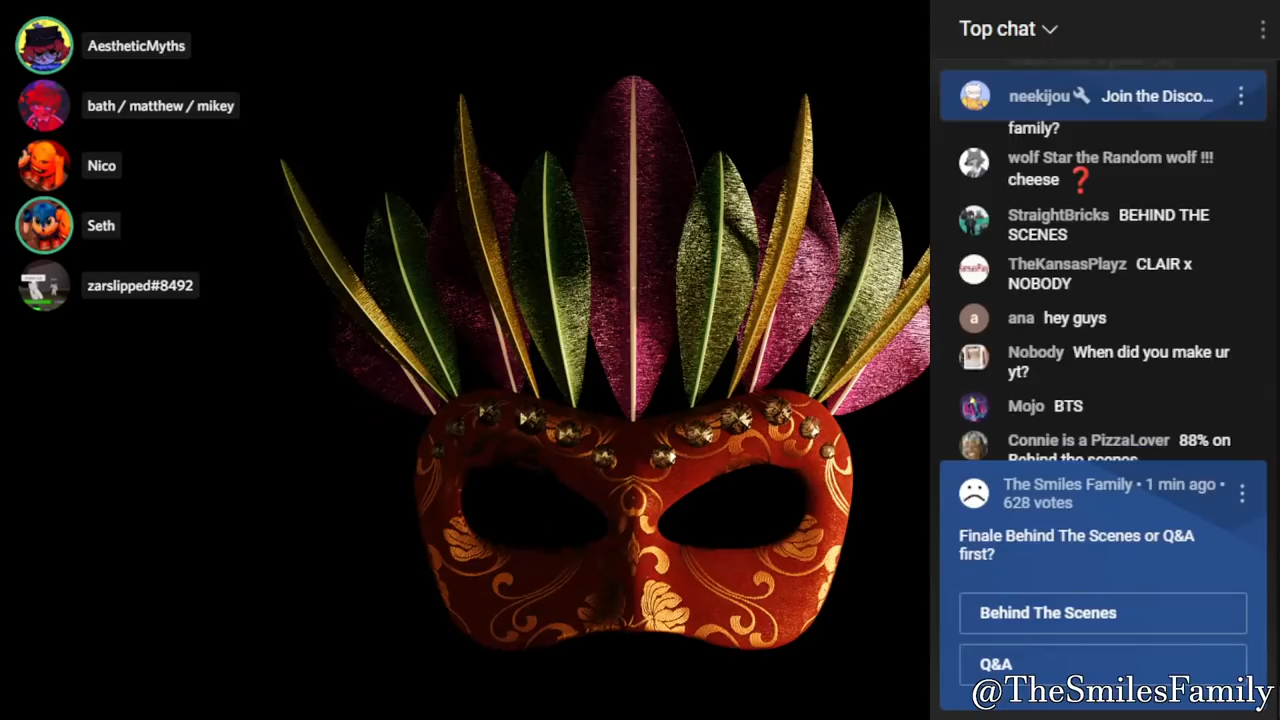 AestheticMyths
bath / matthew / mikey
Nico
Seth
zarslipped#8492
Top chat
neekijou Join the Disco...
family?
wolf Star the Random wolf !!!
cheese ❓
StraightBricks BEHIND THE
SCENES
TheKansasPlayz CLAIR x
NOBODY
ana hey guys
Nobody When did you make ur
yt?
Mojo BTS
Connie is a PizzaLover 88% on
Behind the scenes
The Smiles Family • 1 min ago •
628 votes
Finale Behind The Scenes or Q&A
first?
Behind The Scenes
Q&A
@TheSmilesFamily